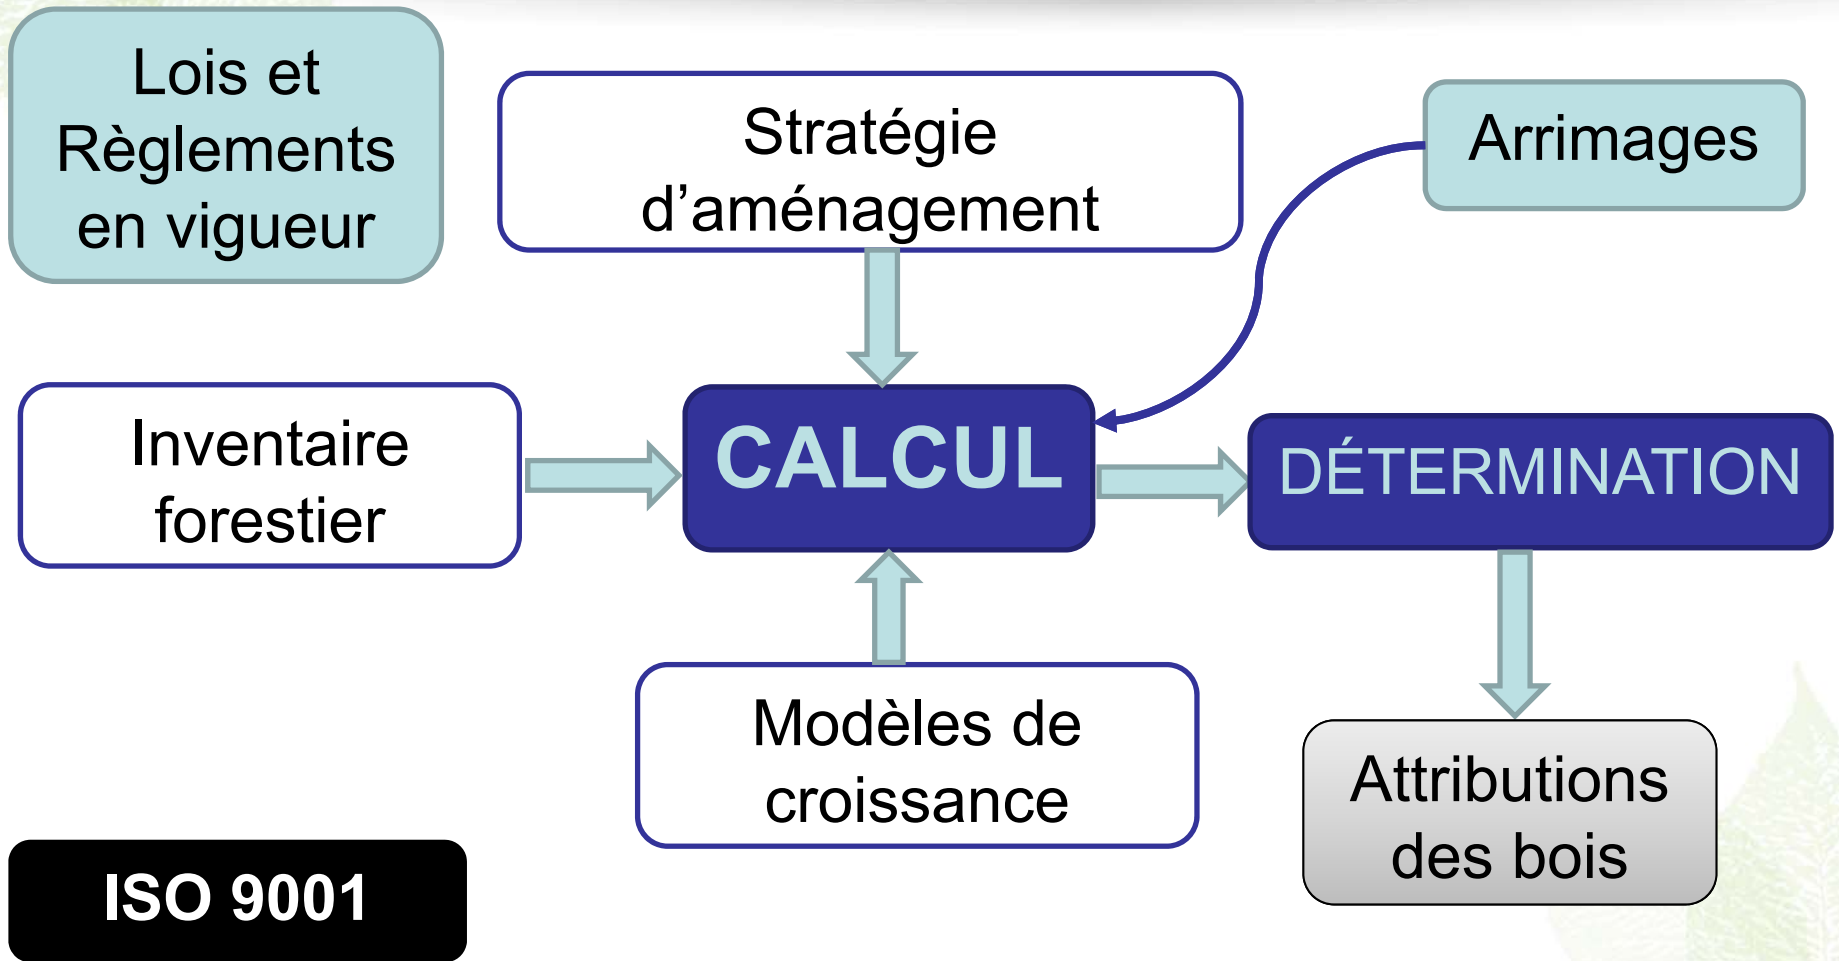 Lois et
Règlements
en vigueur
Stratégie
d’aménagement
Arrimages
Inventaire
forestier
CALCUL
DÉTERMINATION
Modèles de
croissance
Attributions
des bois
ISO 9001